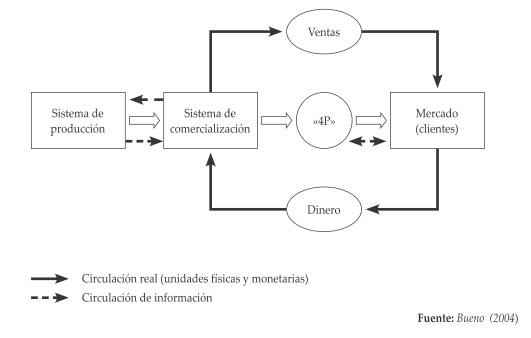 Ventas
Sistema de
producción
Sistema de
comercialización
«4P»
Mercado
(clientes)
Dinero
Circulación real (unidades físicas y monetarias)
Circulación de información
Fuente: Bueno (2004)